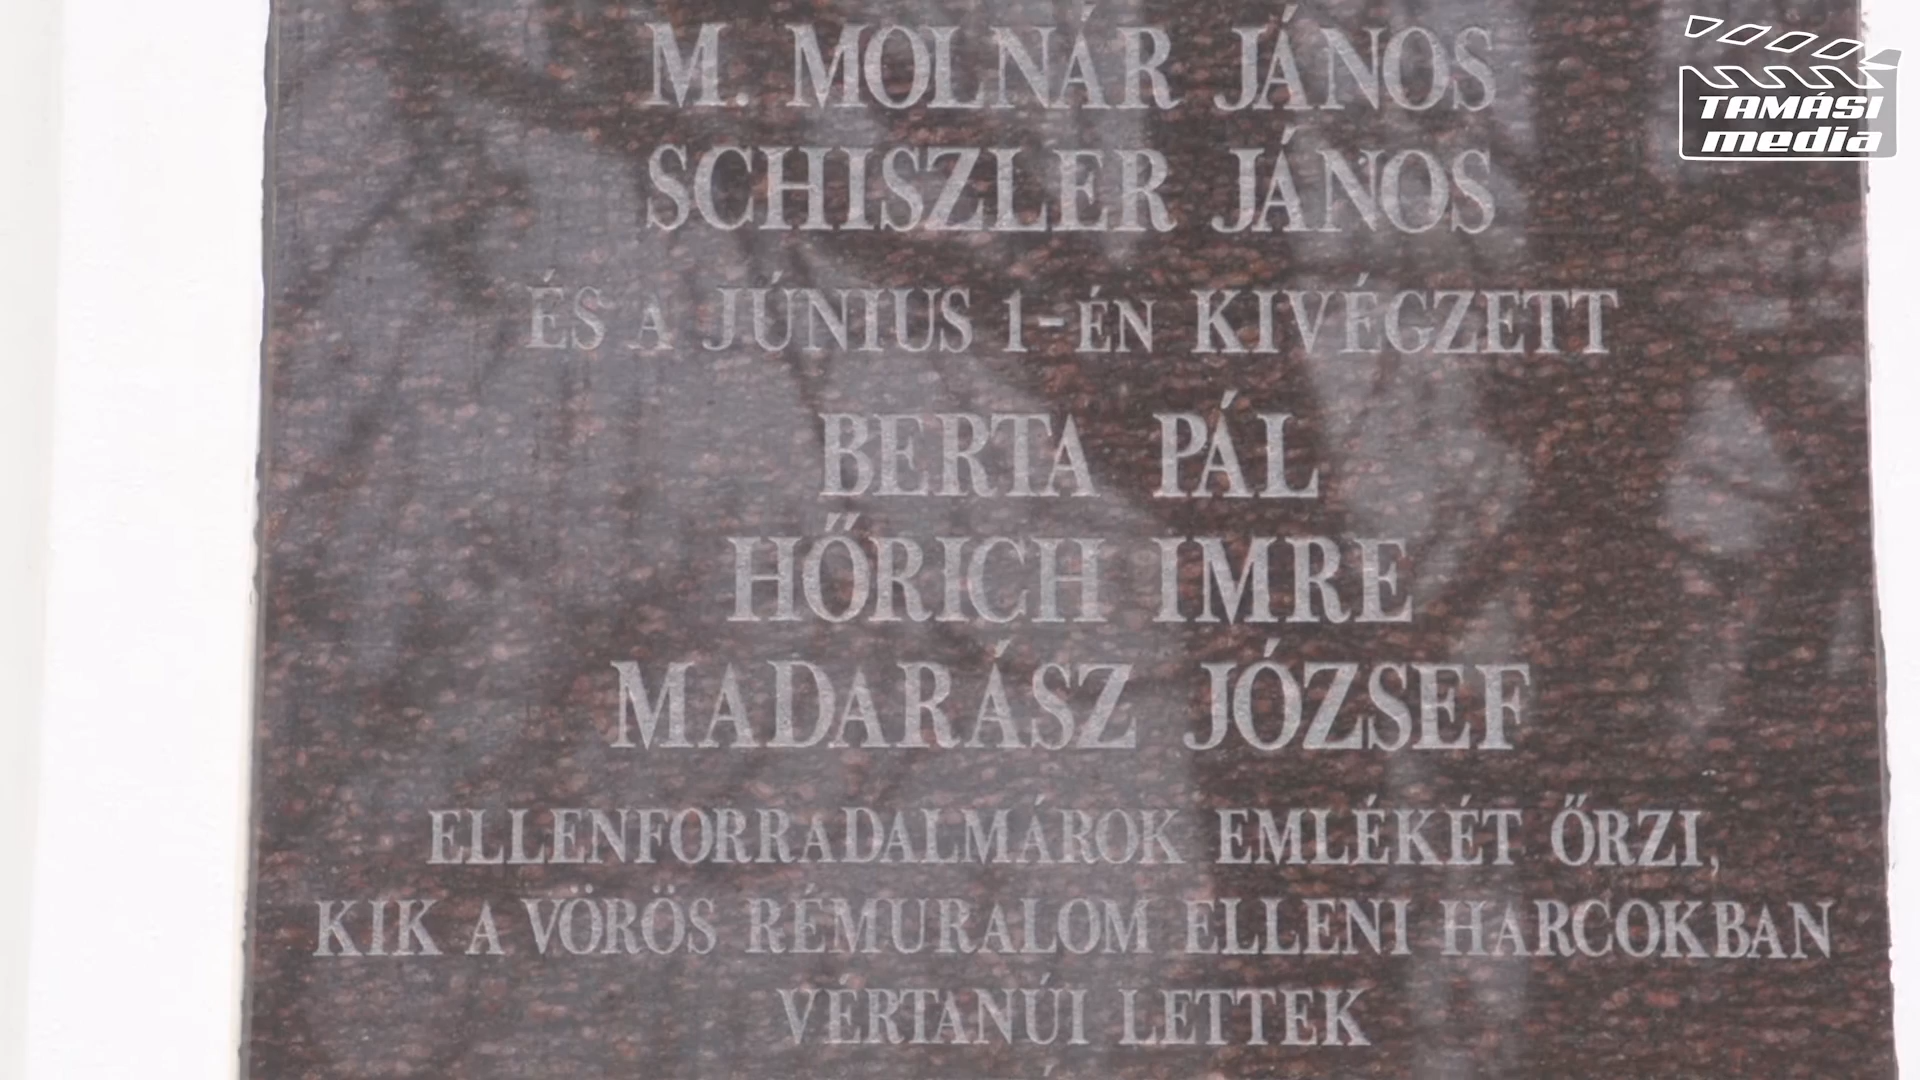 TAMÁSI
media
M. MOLNÁR JÁNOS
SCHISZLER JÁNOS
ÉS A JÚNIUS 1-ÉN KIVÉGZETT
BERTA PÁL
HŐRICH IMRE
MADARÁSZ JÓZSEF
ELLENFORRADALMÁROK EMLÉKÉT ŐRZI,
KIK A VÖRÖS RÉMURALOM ELLENI HARCOKBAN
VÉRTANÚI LETTEK